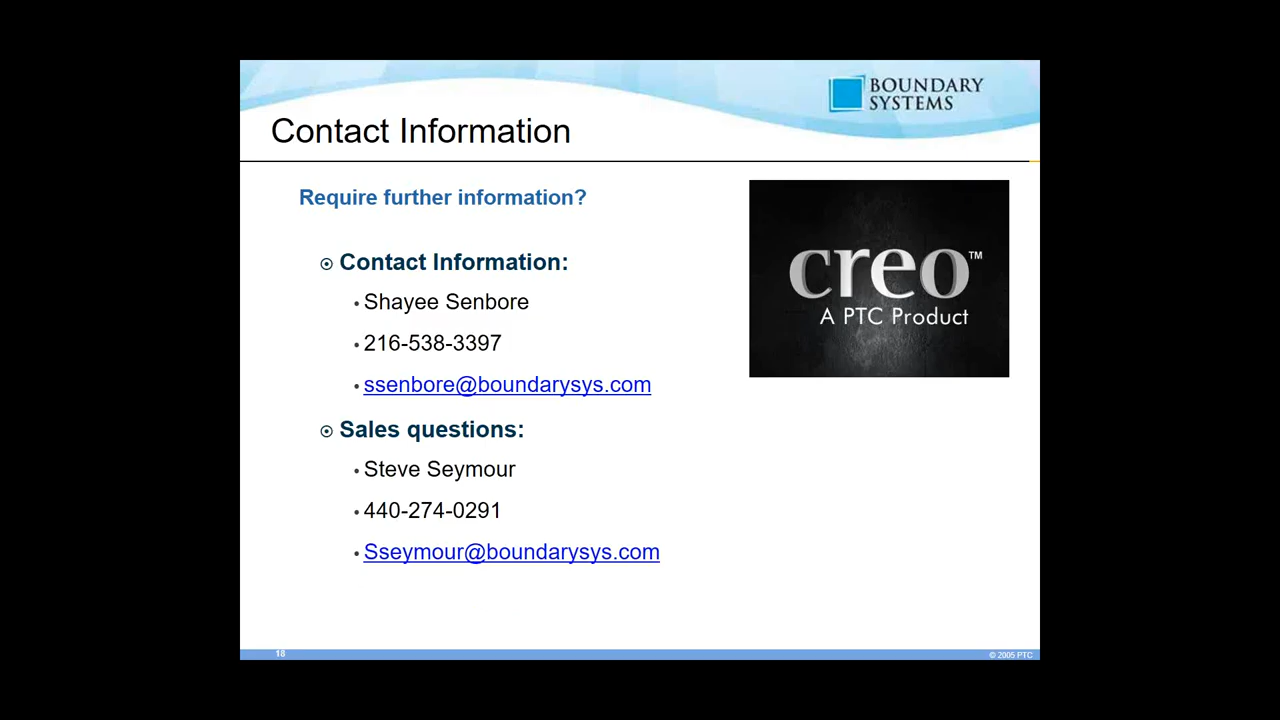 BOUNDARY
SYSTEMS
Contact Information
Require further information?
Contact Information:
Shayee Senbore
216-538-3397
ssenbore@boundarysys.com
Sales questions:
Steve Seymour
440-274-0291
Sseymour@boundarysys.com
creo™
A PTC Product
18
© 2005 PTC